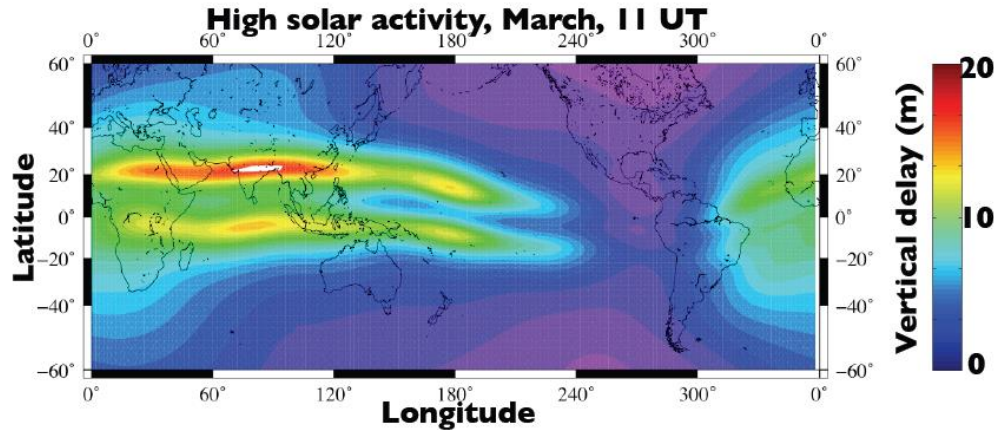 High solar activity, March, 11 UT
0° 60° 120° 180° 240° 300° 0°
60° 60°
40° 40°
20° 20°
0° 0°
−20° −20°
−40° −40°
−60° −60°
0° 60° 120° 180° 240° 300° 0°
Longitude
Latitude
Vertical delay (m)
20
10
0